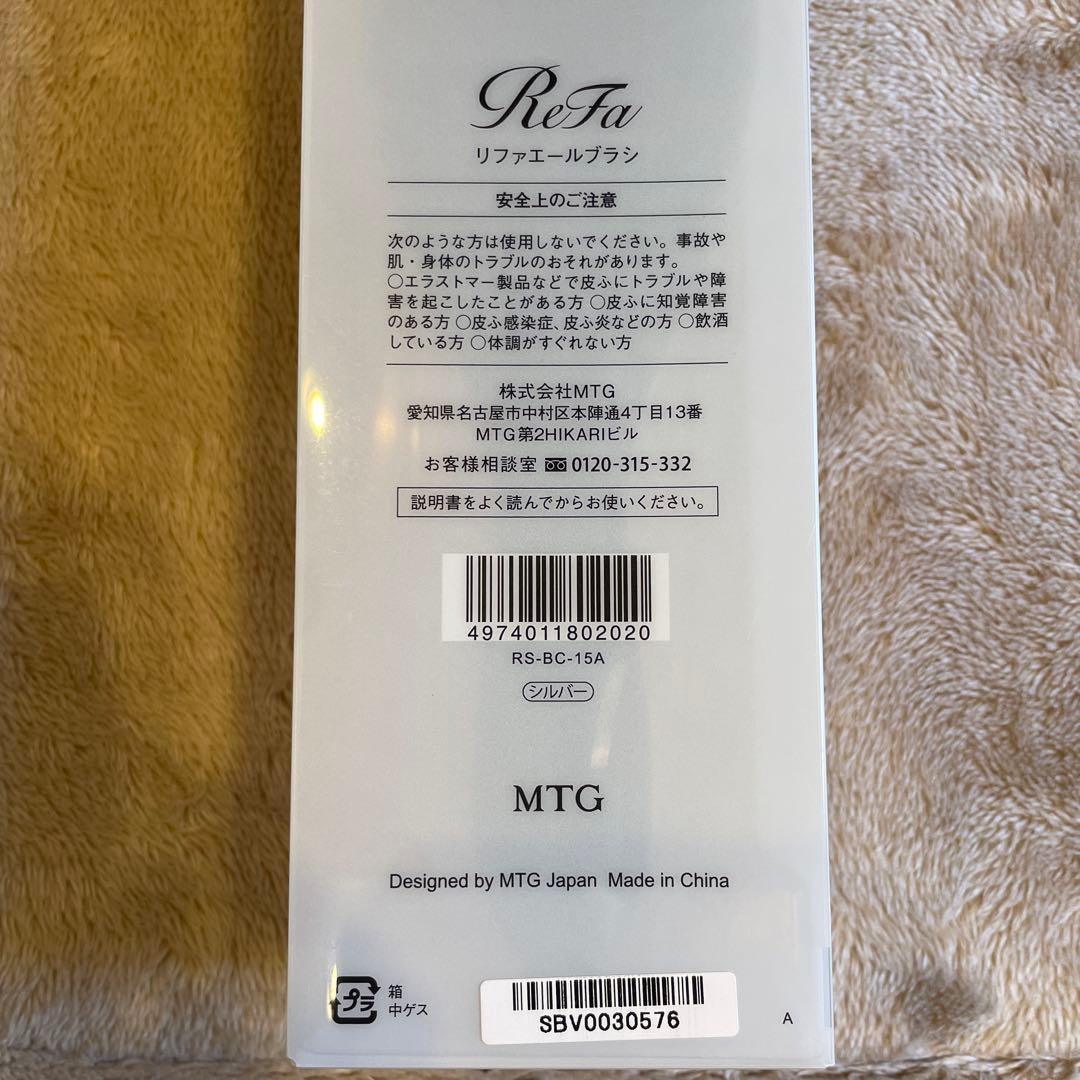 ReFa
リファエールブラシ
安全上のご注意
次のような方は使用しないでください。事故や
肌・身体のトラブルのおそれがあります。
○エラストマー製品などで皮ふにトラブルや障
害を起こしたことがある方 ○皮ふに知覚障害
のある方 ○皮ふ感染症、皮ふ炎などの方 ○飲酒
している方 ○体調がすぐれない方
株式会社MTG
愛知県名古屋市中村区本陣通4丁目13番
MTG第2HIKARIビル
お客様相談室 0120-315-332
説明書をよく読んでからお使いください。
4974011802020
RS-BC-15A
シルバー
MTG
Designed by MTG Japan Made in China
プラ
箱
中ゲス
SBV0030576
A